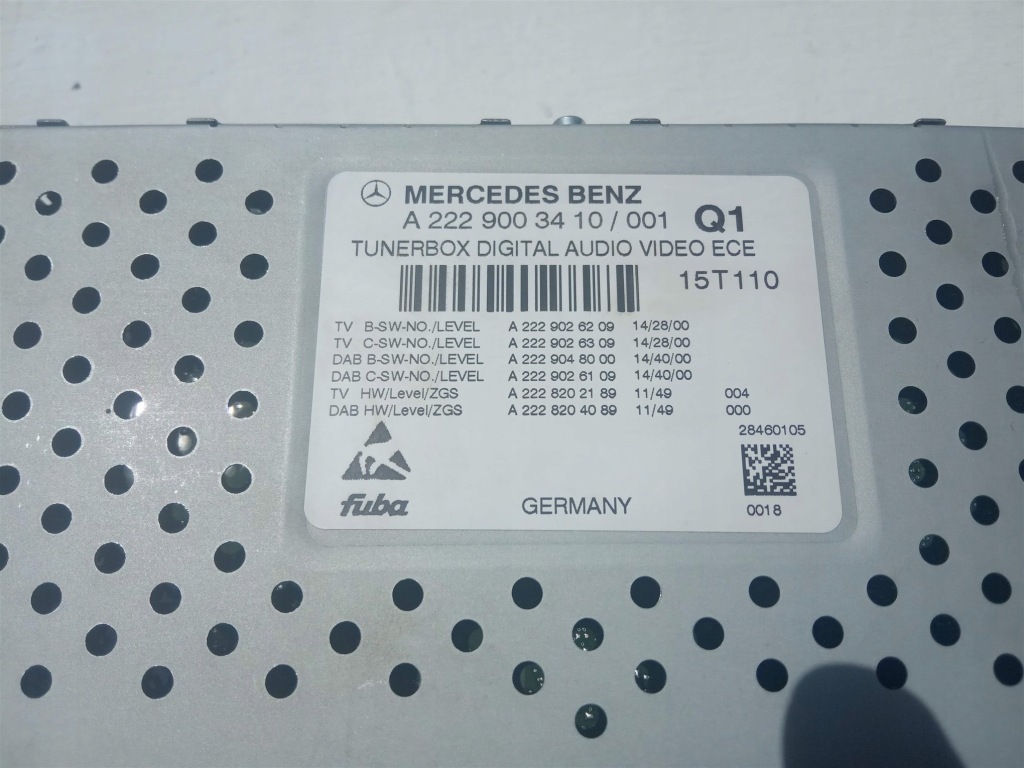 MERCEDES BENZ
A 222 900 34 10 / 001 Q1
TUNERBOX DIGITAL AUDIO VIDEO ECE
15T110
TV B-SW-NO./LEVEL A 222 902 62 09 14/28/00
TV C-SW-NO./LEVEL A 222 902 63 09 14/28/00
DAB B-SW-NO./LEVEL A 222 904 80 00 14/40/00
DAB C-SW-NO./LEVEL A 222 902 61 09 14/40/00
TV HW/Level/ZGS A 222 820 21 89 11/49 004
DAB HW/Level/ZGS A 222 820 40 89 11/49 000
28460105
fuba
GERMANY
0018